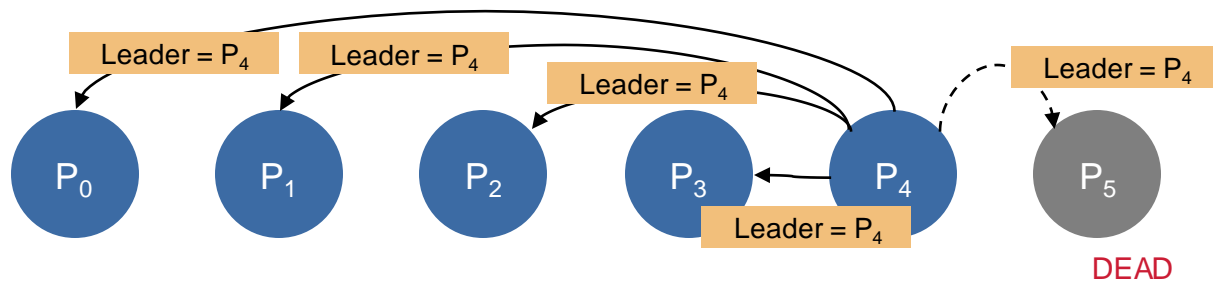 Leader = P₄
Leader = P₄
Leader = P₄
Leader = P₄
P₀
P₁
P₂
P₃
P₄
P₅
Leader = P₄
DEAD